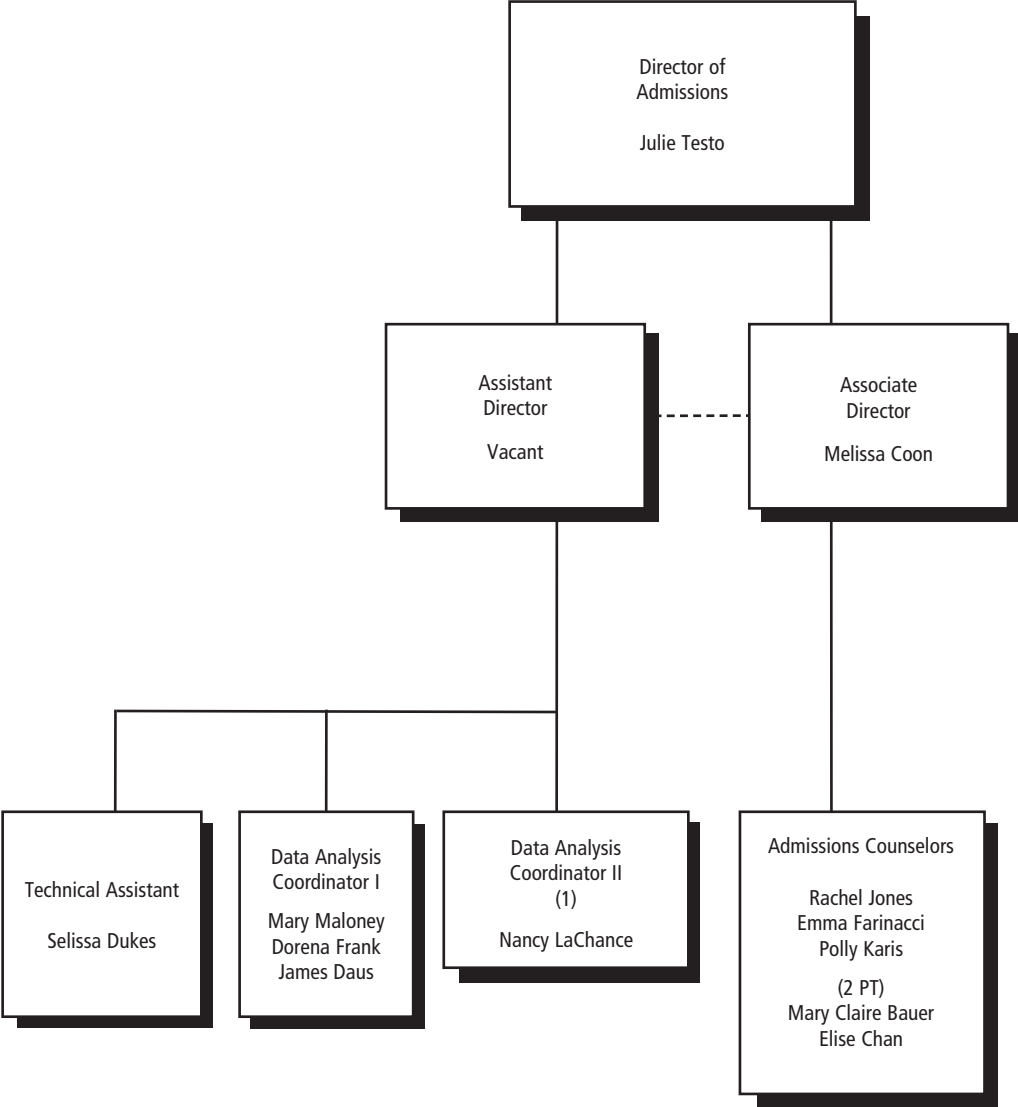 Director of
Admissions
Julie Testo
Assistant
Director
Vacant
Associate
Director
Melissa Coon
Technical Assistant
Selissa Dukes
Data Analysis
Coordinator I
Mary Maloney
Dorena Frank
James Daus
Data Analysis
Coordinator II
(1)
Nancy LaChance
Admissions Counselors
Rachel Jones
Emma Farinacci
Polly Karis
(2 PT)
Mary Claire Bauer
Elise Chan